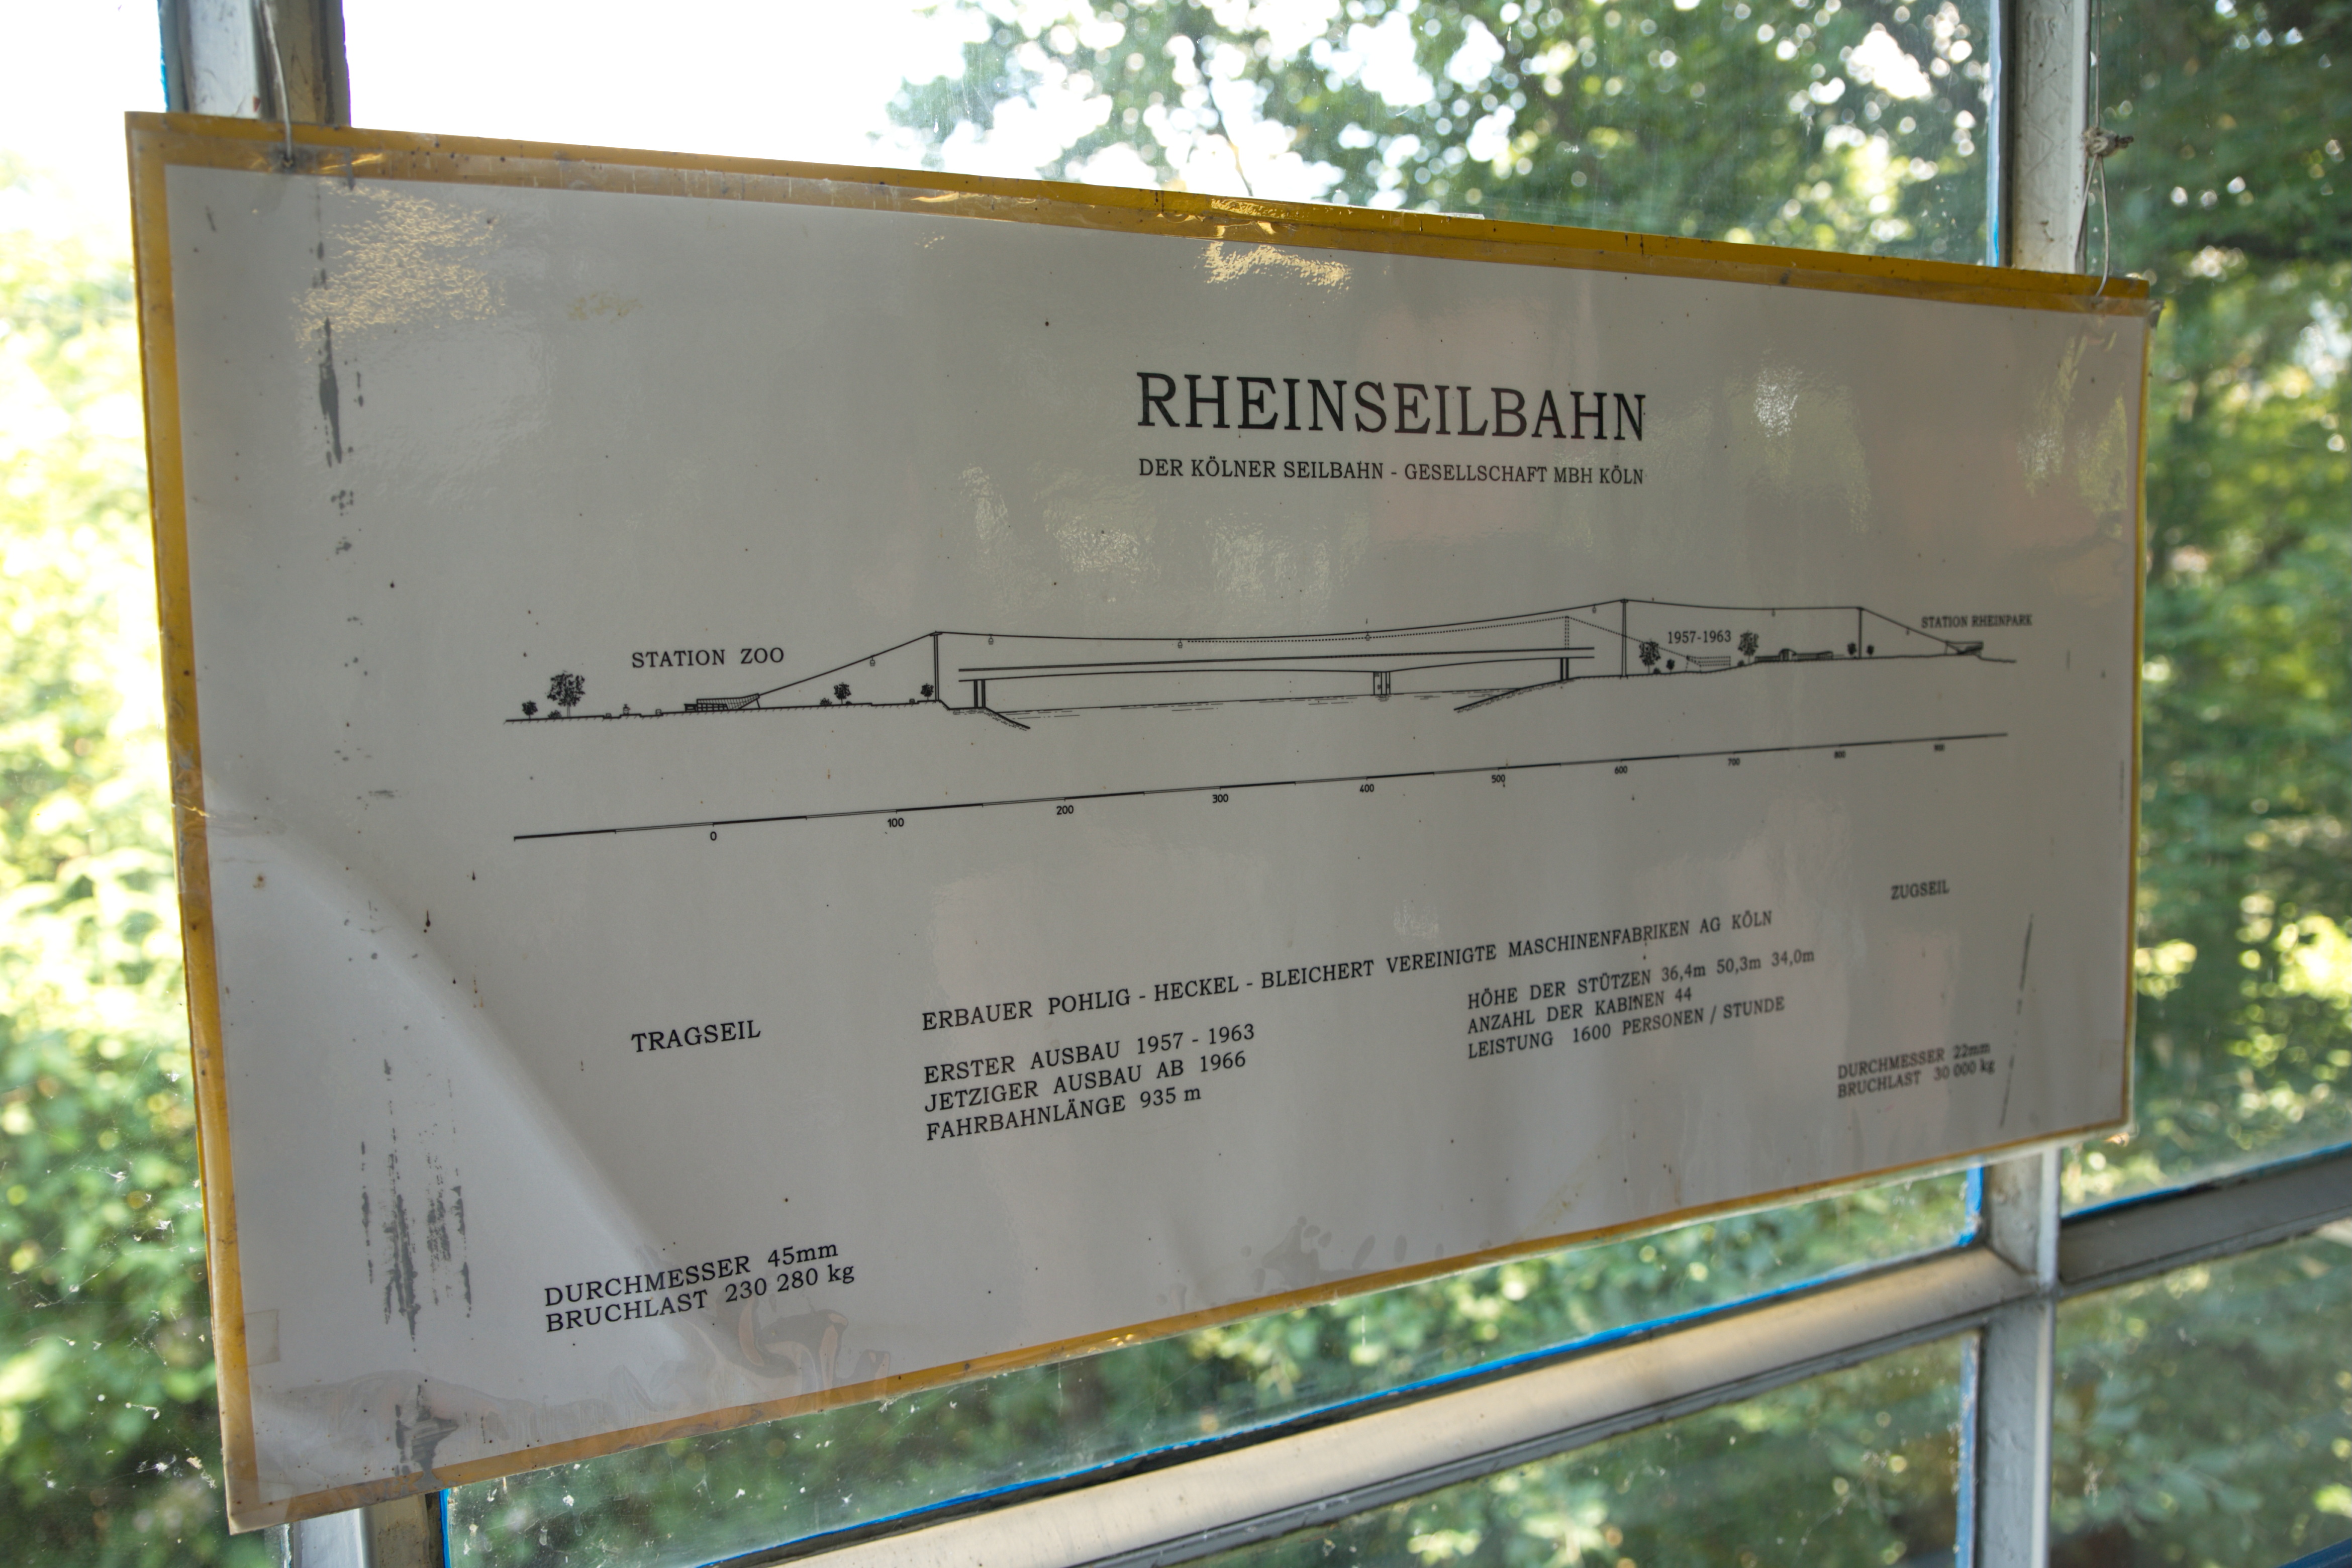 RHEINSEILBAHN
DER KÖLNER SEILBAHN - GESELLSCHAFT MBH KÖLN
STATION ZOO
1957-1963
STATION RHEINPARK
0 100 200 300 400 500 600 700 800 900
ZUGSEIL
TRAGSEIL
ERBAUER POHLIG - HECKEL - BLEICHERT VEREINIGTE MASCHINENFABRIKEN AG KÖLN
ERSTER AUSBAU 1957 - 1963
JETZIGER AUSBAU AB 1966
FAHRBAHNLÄNGE 935 m
HÖHE DER STÜTZEN 36,4m 50,3m 34,0m
ANZAHL DER KABINEN 44
LEISTUNG 1600 PERSONEN / STUNDE
DURCHMESSER 22mm
BRUCHLAST 30 000 kg
DURCHMESSER 45mm
BRUCHLAST 230 280 kg